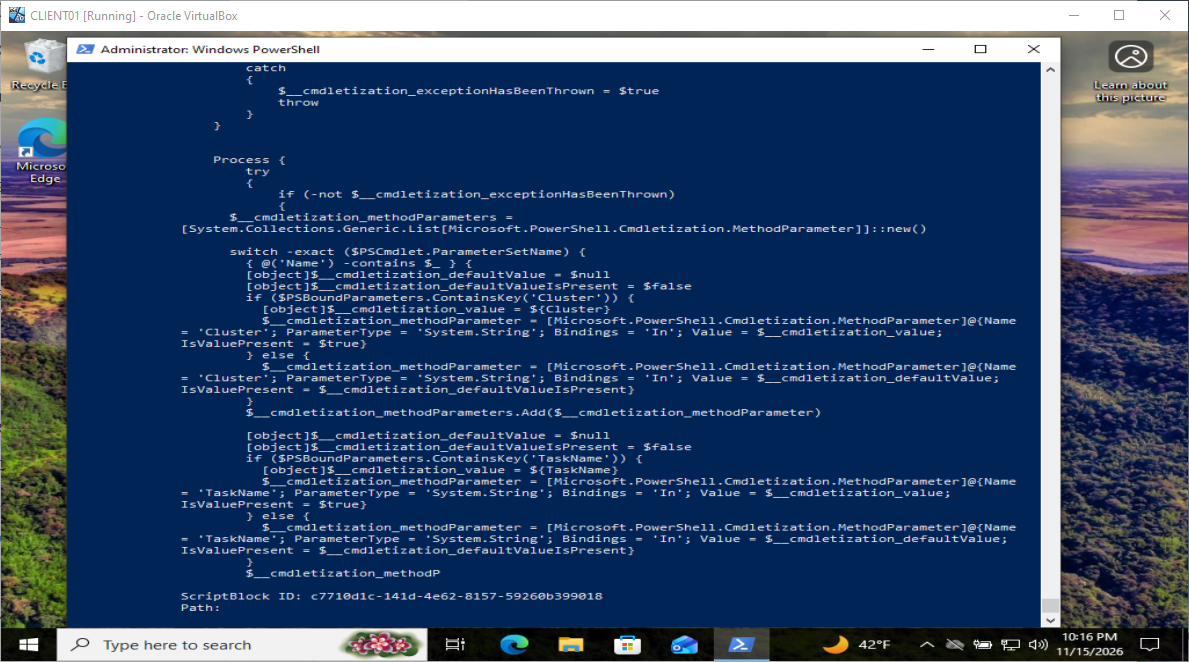 CLIENT01 [Running] - Oracle VirtualBox
Administrator: Windows PowerShell
Recycle B
Microso
Edge
Learn about
this picture
catch
{
$__cmdletization_exceptionHasBeenThrown = $true
throw
}
}
Process {
try
{
if (-not $__cmdletization_exceptionHasBeenThrown)
{
$__cmdletization_methodParameters =
[System.Collections.Generic.List[Microsoft.PowerShell.Cmdletization.MethodParameter]]::new()
switch -exact ($PSCmdlet.ParameterSetName) {
{ @('Name') -contains $_ } {
[object]$__cmdletization_defaultValue = $null
[object]$__cmdletization_defaultValueIsPresent = $false
if ($PSBoundParameters.ContainsKey('Cluster')) {
[object]$__cmdletization_value = ${Cluster}
$__cmdletization_methodParameter = [Microsoft.PowerShell.Cmdletization.MethodParameter]@{Name
= 'Cluster'; ParameterType = 'System.String'; Bindings = 'In'; Value = $__cmdletization_value;
IsValuePresent = $true}
} else {
$__cmdletization_methodParameter = [Microsoft.PowerShell.Cmdletization.MethodParameter]@{Name
= 'Cluster'; ParameterType = 'System.String'; Bindings = 'In'; Value = $__cmdletization_defaultValue;
IsValuePresent = $__cmdletization_defaultValueIsPresent}
}
$__cmdletization_methodParameters.Add($__cmdletization_methodParameter)
[object]$__cmdletization_defaultValue = $null
[object]$__cmdletization_defaultValueIsPresent = $false
if ($PSBoundParameters.ContainsKey('TaskName')) {
[object]$__cmdletization_value = ${TaskName}
$__cmdletization_methodParameter = [Microsoft.PowerShell.Cmdletization.MethodParameter]@{Name
= 'TaskName'; ParameterType = 'System.String'; Bindings = 'In'; Value = $__cmdletization_value;
IsValuePresent = $true}
} else {
$__cmdletization_methodParameter = [Microsoft.PowerShell.Cmdletization.MethodParameter]@{Name
= 'TaskName'; ParameterType = 'System.String'; Bindings = 'In'; Value = $__cmdletization_defaultValue;
IsValuePresent = $__cmdletization_defaultValueIsPresent}
}
$__cmdletization_methodP
ScriptBlock ID: c7710d1c-141d-4e62-8157-59260b399018
Path:
Type here to search
42°F
10:16 PM
11/15/2026